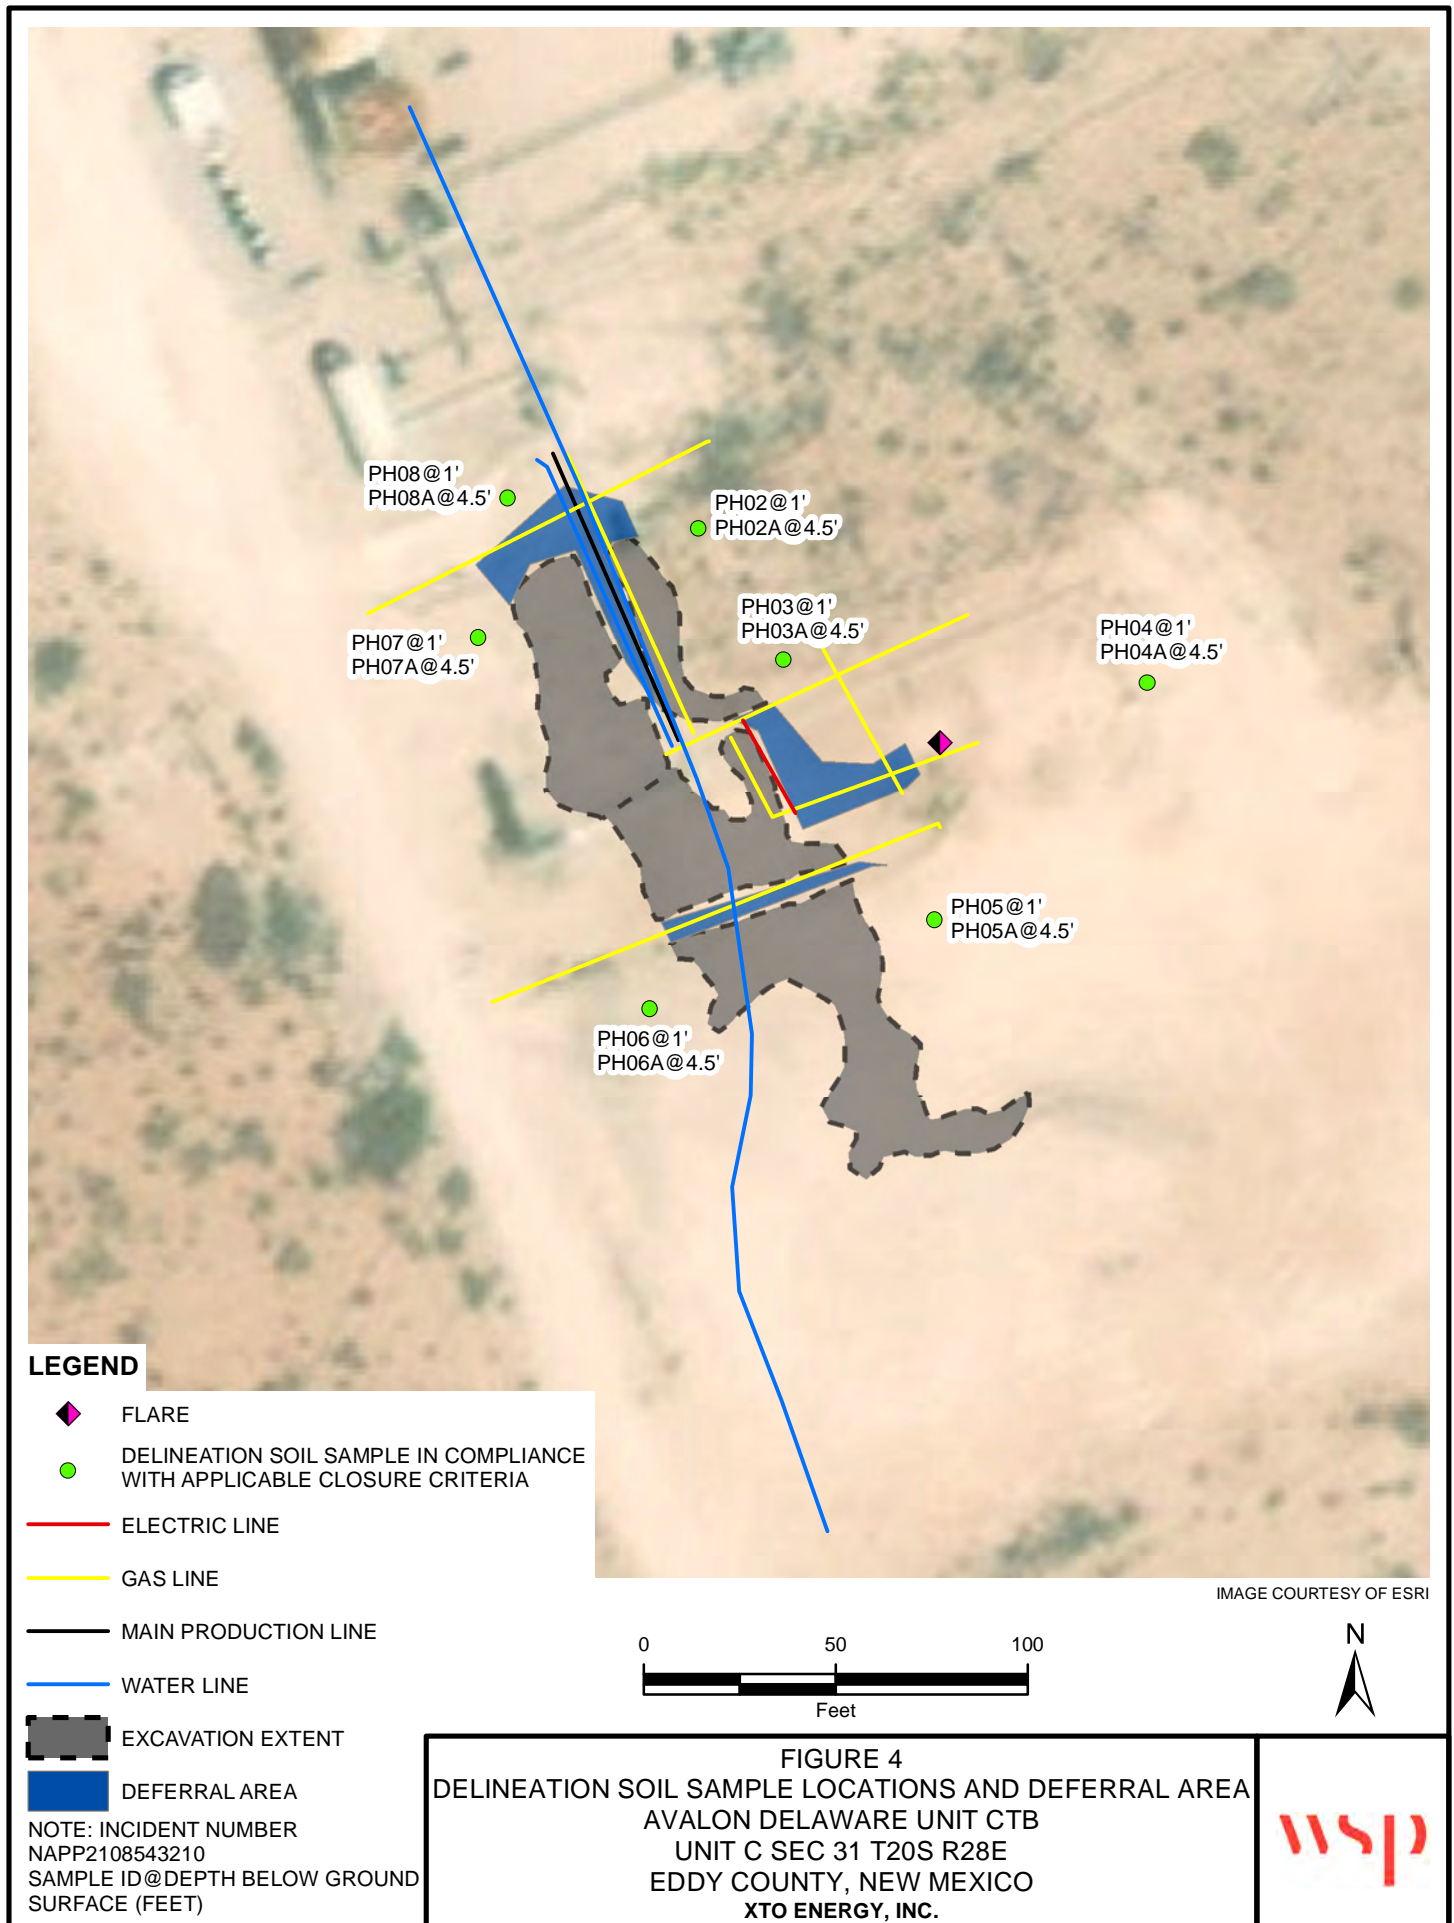 PH08@1'
PH08A@4.5'
PH02@1'
PH02A@4.5'
PH03@1'
PH03A@4.5'
PH04@1'
PH04A@4.5'
PH07@1'
PH07A@4.5'
PH05@1'
PH05A@4.5'
PH06@1'
PH06A@4.5'
LEGEND
FLARE
DELINEATION SOIL SAMPLE IN COMPLIANCE
WITH APPLICABLE CLOSURE CRITERIA
ELECTRIC LINE
GAS LINE
MAIN PRODUCTION LINE
WATER LINE
EXCAVATION EXTENT
DEFERRAL AREA
NOTE: INCIDENT NUMBER
NAPP2108543210
SAMPLE ID@DEPTH BELOW GROUND
SURFACE (FEET)
IMAGE COURTESY OF ESRI
0 50 100
Feet
N
FIGURE 4
DELINEATION SOIL SAMPLE LOCATIONS AND DEFERRAL AREA
AVALON DELAWARE UNIT CTB
UNIT C SEC 31 T20S R28E
EDDY COUNTY, NEW MEXICO
XTO ENERGY, INC.
wsp